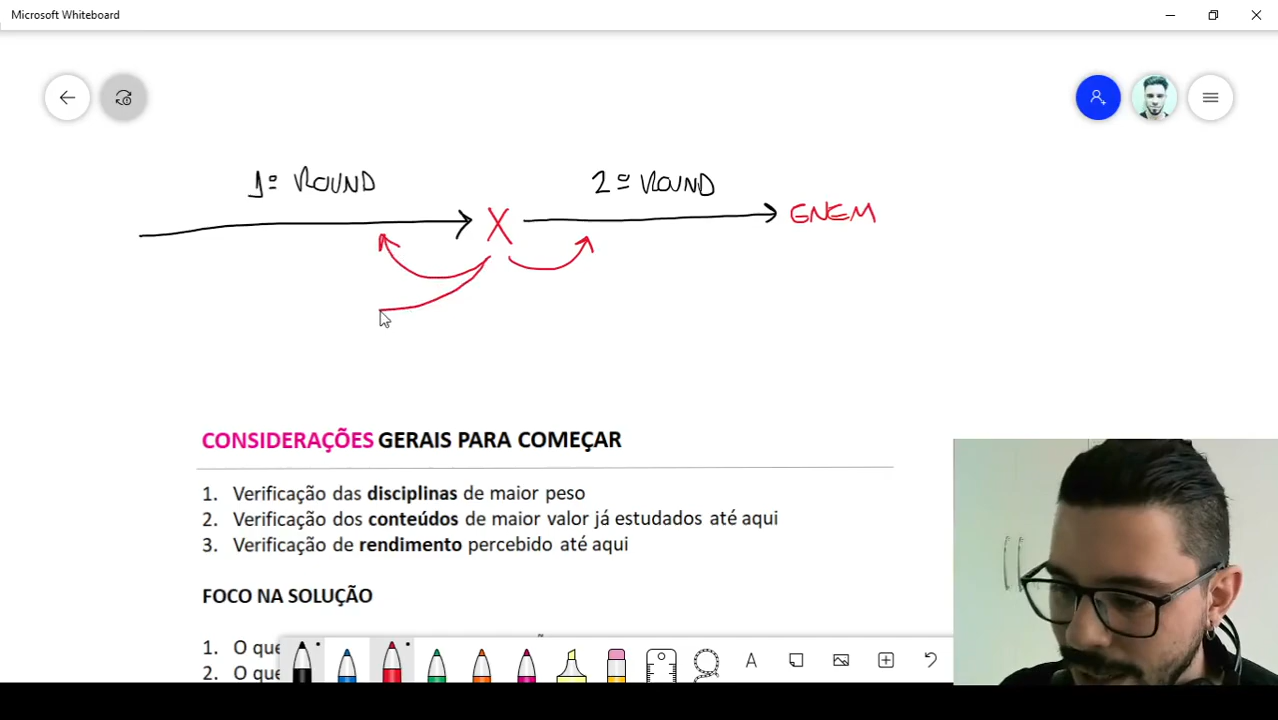 Microsoft Whiteboard
1º ROUND
2º ROUND
X
ENEM
CONSIDERAÇÕES GERAIS PARA COMEÇAR
1. Verificação das disciplinas de maior peso
2. Verificação dos conteúdos de maior valor já estudados até aqui
3. Verificação de rendimento percebido até aqui
FOCO NA SOLUÇÃO
1. O que
2. O que